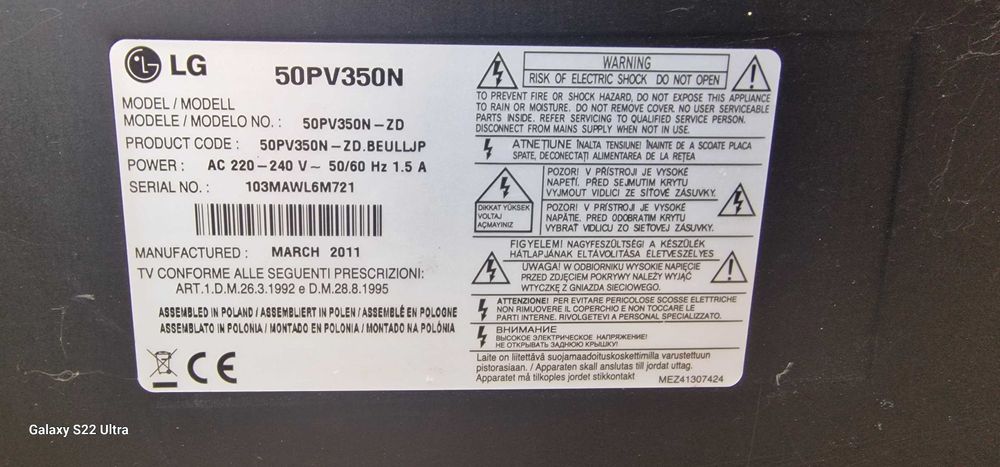 LG
50PV350N
MODEL / MODELL
MODELE / MODELO NO. : 50PV350N-ZD
PRODUCT CODE : 50PV350N-ZD.BEULLJP
POWER : AC 220-240 V~ 50/60 Hz 1.5 A
SERIAL NO. : 103MAWL6M721
MANUFACTURED : MARCH 2011
TV CONFORME ALLE SEGUENTI PRESCRIZIONI:
ART.1.D.M.26.3.1992 e D.M.28.8.1995
ASSEMBLED IN POLAND / ASSEMBLIERT IN POLEN / ASSEMBLÉ EN POLOGNE
ASSEMBLATO IN POLONIA / MONTADO EN POLONIA / MONTADO NA POLÓNIA
CE
WARNING
RISK OF ELECTRIC SHOCK DO NOT OPEN
TO PREVENT FIRE OR SHOCK HAZARD, DO NOT EXPOSE THIS APPLIANCE
TO RAIN OR MOISTURE. DO NOT REMOVE COVER. NO USER SERVICEABLE
PARTS INSIDE. REFER SERVICING TO QUALIFIED SERVICE PERSON.
DISCONNECT FROM MAINS SUPPLY WHEN NOT IN USE.
ATNEȚIUNE ÎNALTA TENSIUNE! ÎNAINTE DE A SCOATE PLACA
SPATE, DECONECTAȚI ALIMENTAREA DE LA REȚEA
DIKKAT YÜKSEK
VOLTAJ
AÇMAYINIZ
POZOR! V PŘÍSTROJI JE VYSOKÉ
NAPETÍ. PŘED SEJMUTIM KRYTU
VYJMOUT VIDLICI ZE SÍŤOVÉ ZÁSUVKY.
POZOR! V PRÍSTROJI JE VYSOKÉ
NAPÄTIE. PRED ODOBRATIM KRYTU
VYBRAŤ VIDLICU ZO SIEŤOVEJ ZÁSUVKY.
FIGYELEM! NAGYFESZÜLTSÉGI A KÉSZÜLÉK
HÁTLAPJÁNAK ELTÁVOLÍTÁSA ÉLETVESZÉLYES
UWAGA! W ODBIORNIKU WYSOKIE NAPIĘCIE
PRZED ZDJĘCIEM POKRYWY NALEŻY WYJĄĆ
WTYCZKĘ Z GNIAZDA SIECIOWEGO.
ATTENZIONE! PER EVITARE PERICOLOSE SCOSSE ELETTRICHE
NON RIMUOVERE IL COPERCHIO E NON TOCCARE LE
PARTI INTERNE. RIVOLGETEVI A PERSONAL SPECIALIZZATO.
ВНИМАНИЕ
ВЫСОКОЕ ЭЛЕКТРИЧЕСКОЕ НАПРЯЖЕНИЕ!
НЕ ОТКРЫВАТЬ ЗАДНЮЮ КРЫШКУ!
Laite on liitettävä suojamaadoituskoskettimilla varustettuun
pistorasiaan. / Apparaten skall anslutas till jordat uttag.
Apparatet må tilkoples jordet stikkontakt
MEZ41307424
Galaxy S22 Ultra